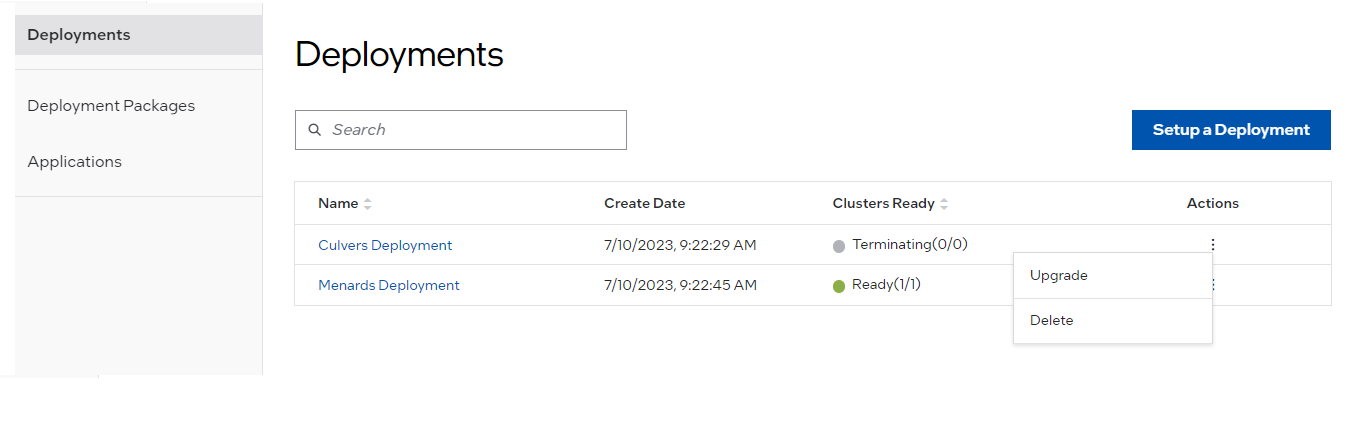 Deployments
Deployment Packages
Applications
Deployments
Search
Setup a Deployment
Name Create Date Clusters Ready Actions
Culvers Deployment 7/10/2023, 9:22:29 AM Terminating(0/0)
Menards Deployment 7/10/2023, 9:22:45 AM Ready(1/1)
Upgrade
Delete